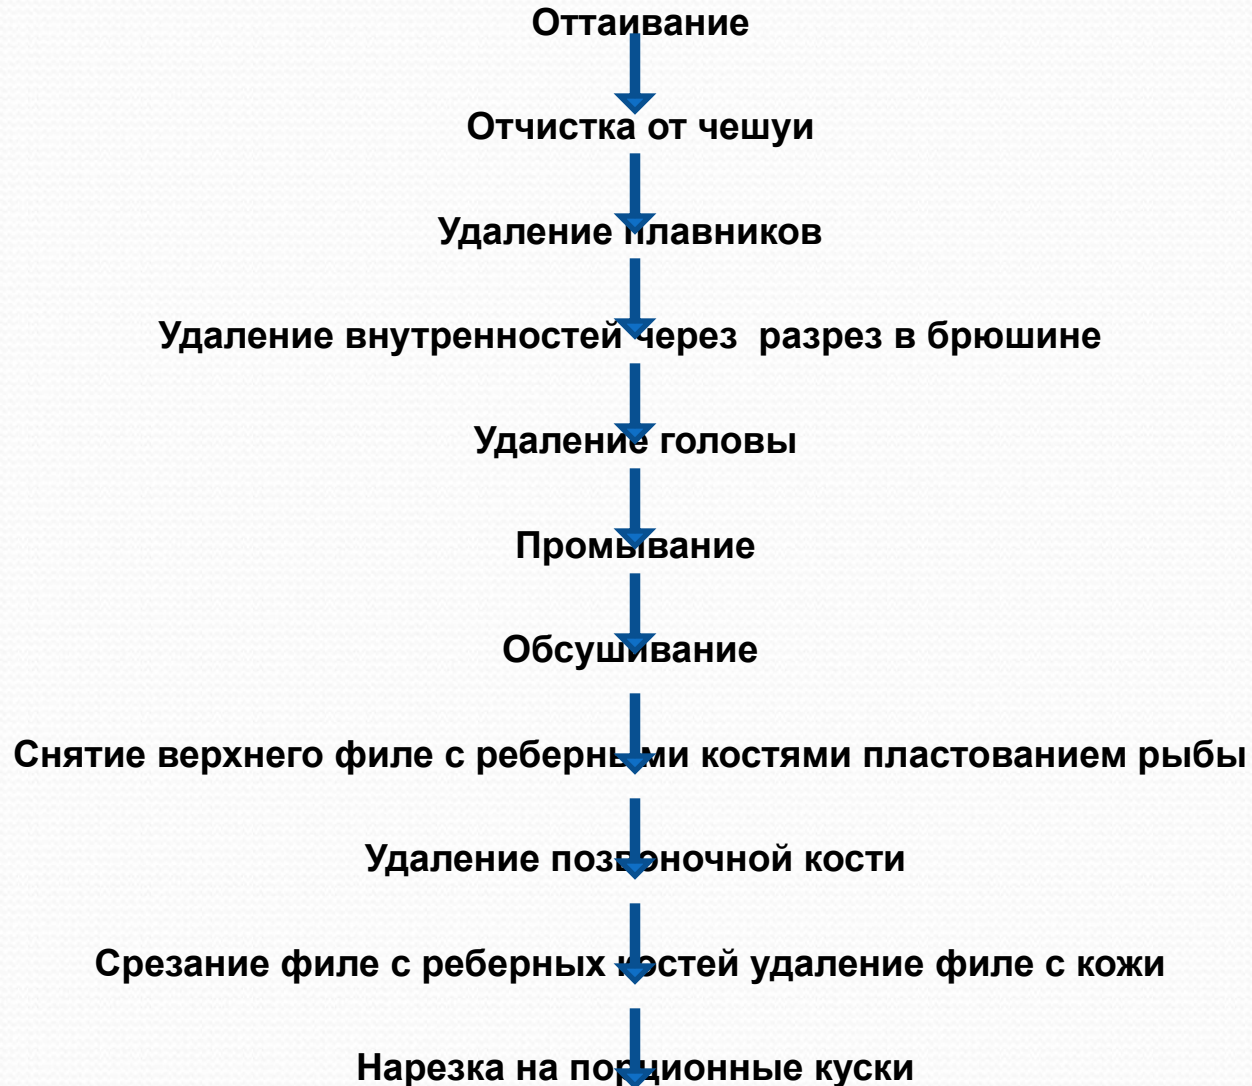 Оттаивание
Отчистка от чешуи
Удаление плавников
Удаление внутренностей через разрез в брюшине
Удаление головы
Промывание
Обсушивание
Снятие верхнего филе с реберными костями пластованием рыбы
Удаление позвоночной кости
Срезание филе с реберных костей удаление филе с кожи
Нарезка на порционные куски